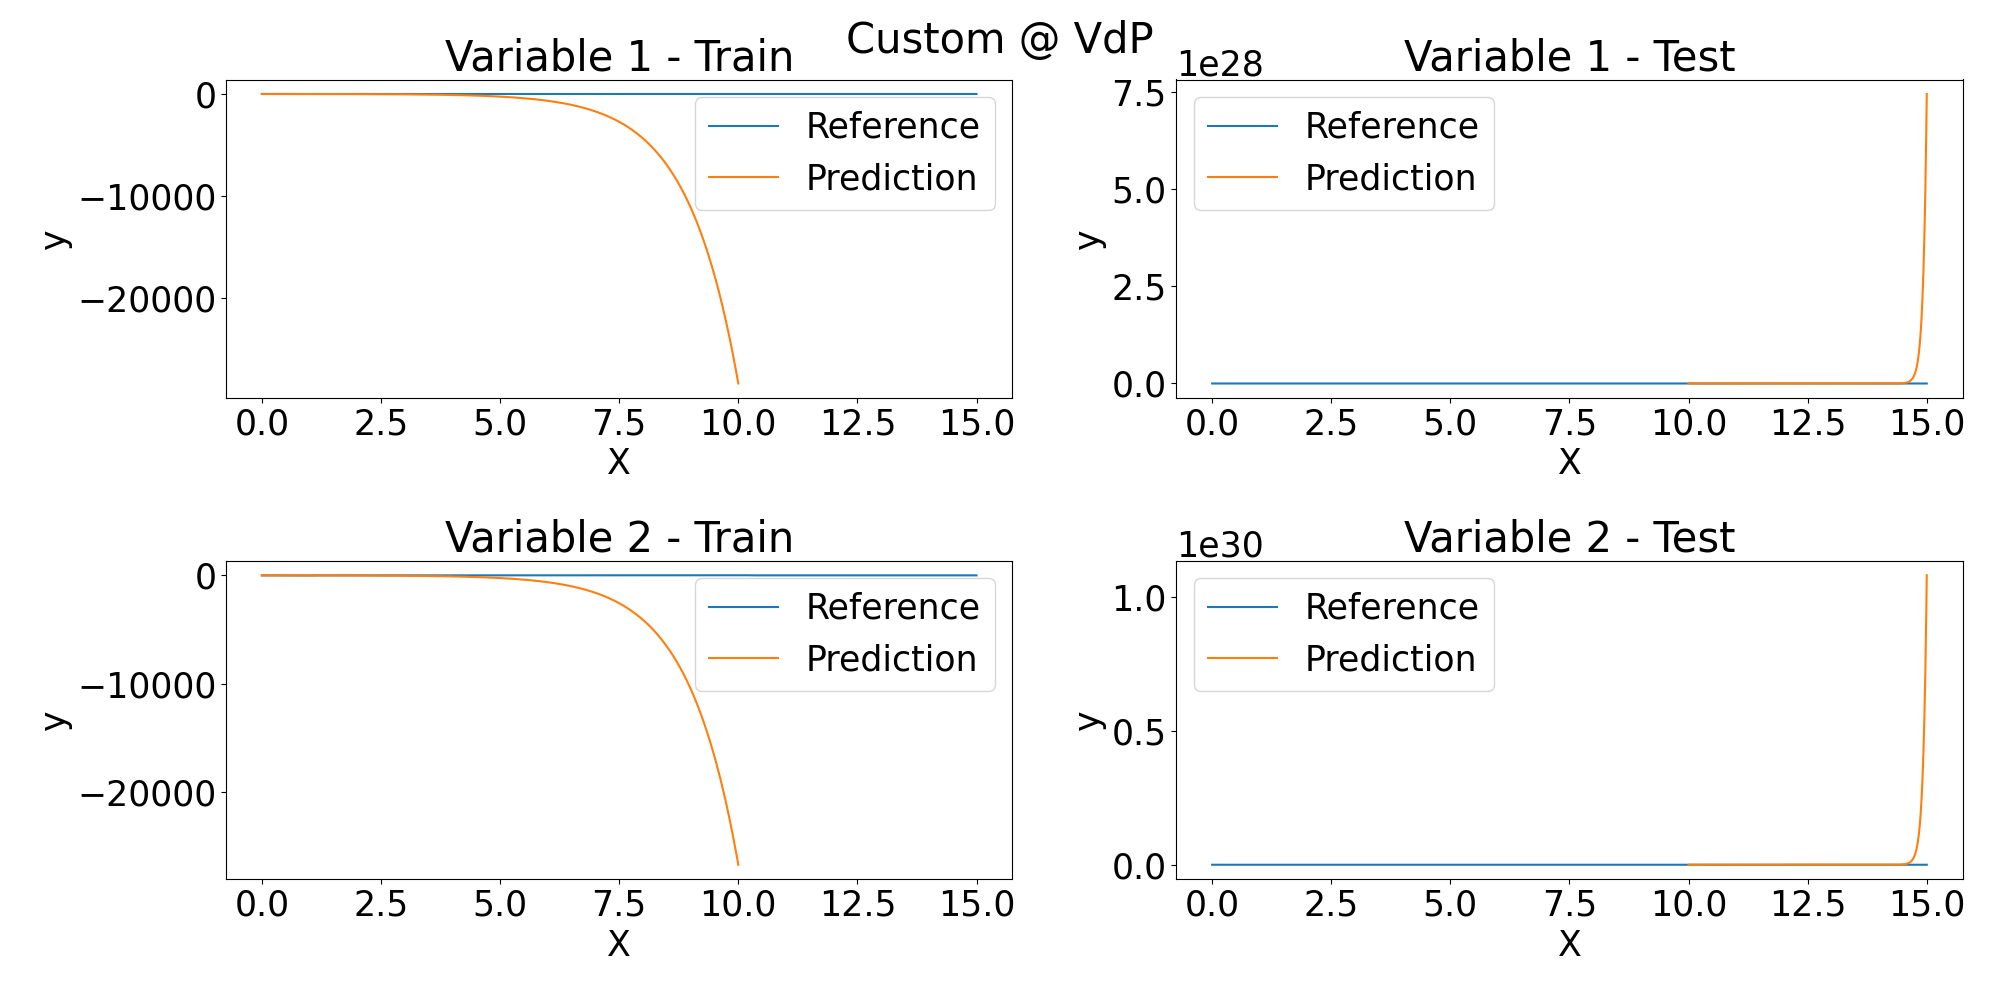 Custom @ VdP
Variable 1 - Train
0
−10000
−20000
y
Reference
Prediction
0.0 2.5 5.0 7.5 10.0 12.5 15.0
X
Variable 1 - Test
1e28
7.5
5.0
2.5
0.0
y
Reference
Prediction
0.0 2.5 5.0 7.5 10.0 12.5 15.0
X
Variable 2 - Train
0
−10000
−20000
y
Reference
Prediction
0.0 2.5 5.0 7.5 10.0 12.5 15.0
X
Variable 2 - Test
1e30
1.0
0.5
0.0
y
Reference
Prediction
0.0 2.5 5.0 7.5 10.0 12.5 15.0
X